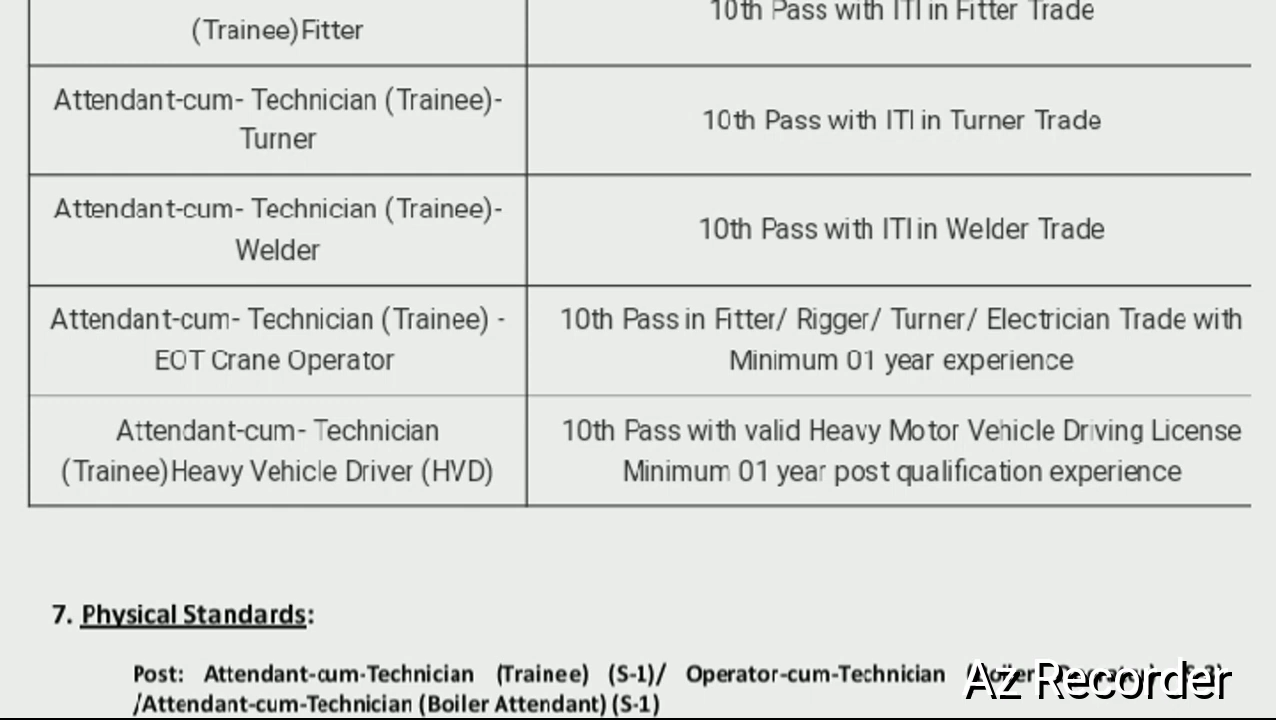 10th Pass with ITI in Fitter Trade
(Trainee)Fitter
Attendant-cum- Technician (Trainee)-
Turner
10th Pass with ITI in Turner Trade
Attendant-cum- Technician (Trainee)-
Welder
10th Pass with ITI in Welder Trade
Attendant-cum- Technician (Trainee) -
EOT Crane Operator
10th Pass in Fitter/ Rigger/ Turner/ Electrician Trade with
Minimum 01 year experience
Attendant-cum- Technician
(Trainee)Heavy Vehicle Driver (HVD)
10th Pass with valid Heavy Motor Vehicle Driving License
Minimum 01 year post qualification experience
7. Physical Standards:
Post: Attendant-cum-Technician (Trainee) (S-1)/ Operator-cum-Technician
/Attendant-cum-Technician (Boiler Attendant) (S-1)
Az Recorder